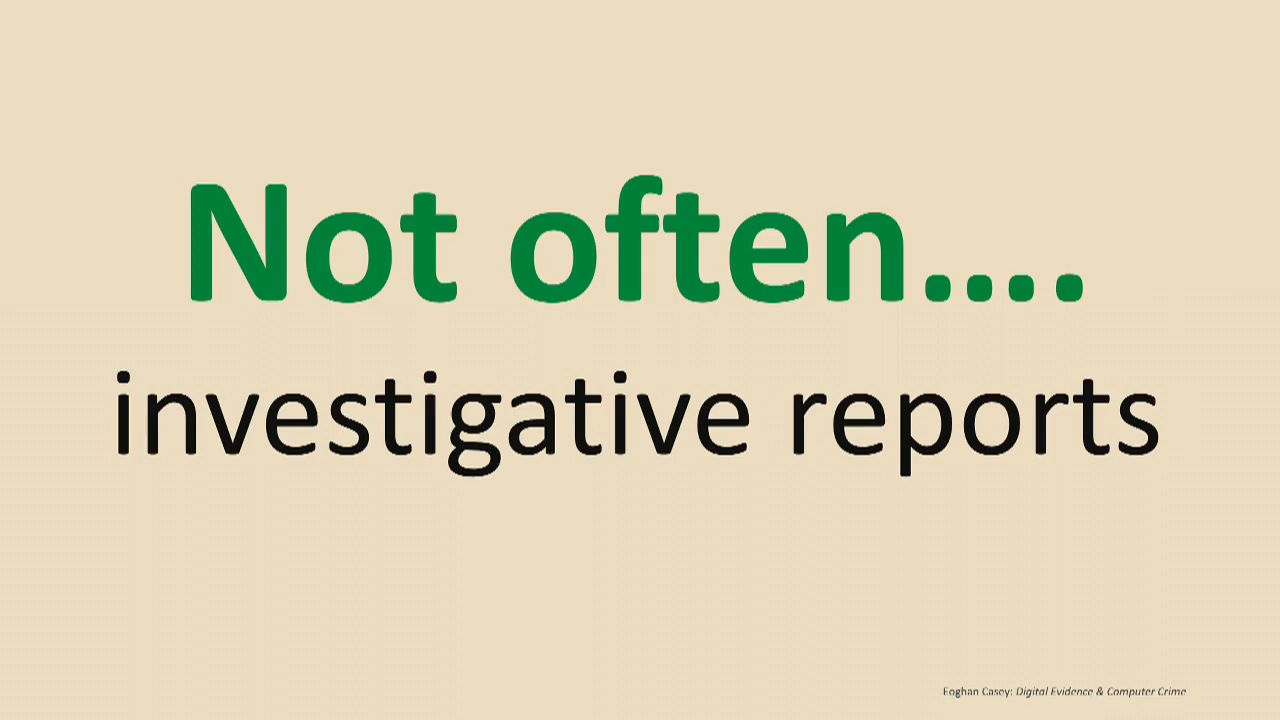 Not often....
investigative reports
Eoghan Casey: Digital Evidence & Computer Crime